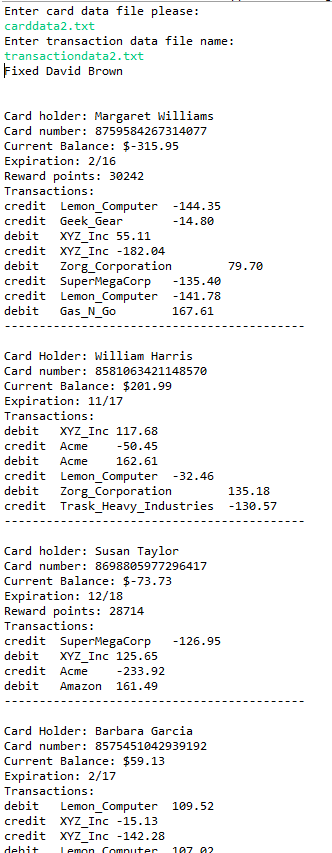 Enter card data file please:
carddata2.txt
Enter transaction data file name:
transactiondata2.txt
Fixed David Brown
Card holder: Margaret Williams
Card number: 8759584267314077
Current Balance: $-315.95
Expiration: 2/16
Reward points: 30242
Transactions:
credit Lemon_Computer -144.35
credit Geek_Gear -14.80
debit XYZ_Inc 55.11
credit XYZ_Inc -182.04
debit Zorg_Corporation 79.70
credit SuperMegaCorp -135.40
credit Lemon_Computer -141.78
debit Gas_N_Go 167.61
-------------------------------------------
Card Holder: William Harris
Card number: 8581063421148570
Current Balance: $201.99
Expiration: 11/17
Transactions:
debit XYZ_Inc 117.68
credit Acme -50.45
debit Acme 162.61
credit Lemon_Computer -32.46
debit Zorg_Corporation 135.18
credit Trask_Heavy_Industries -130.57
-------------------------------------------
Card holder: Susan Taylor
Card number: 8698805977296417
Current Balance: $-73.73
Expiration: 12/18
Reward points: 28714
Transactions:
credit SuperMegaCorp -126.95
debit XYZ_Inc 125.65
credit Acme -233.92
debit Amazon 161.49
-------------------------------------------
Card Holder: Barbara Garcia
Card number: 8575451042939192
Current Balance: $59.13
Expiration: 2/17
Transactions:
debit Lemon_Computer 109.52
credit XYZ_Inc -15.13
credit XYZ_Inc -142.28
debit Lemon_Computer 107.02